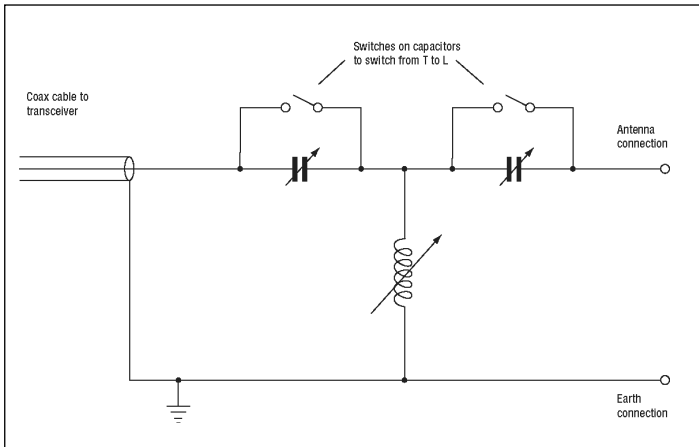 Switches on capacitors
to switch from T to L
Coax cable to
transceiver
Antenna
connection
Earth
connection